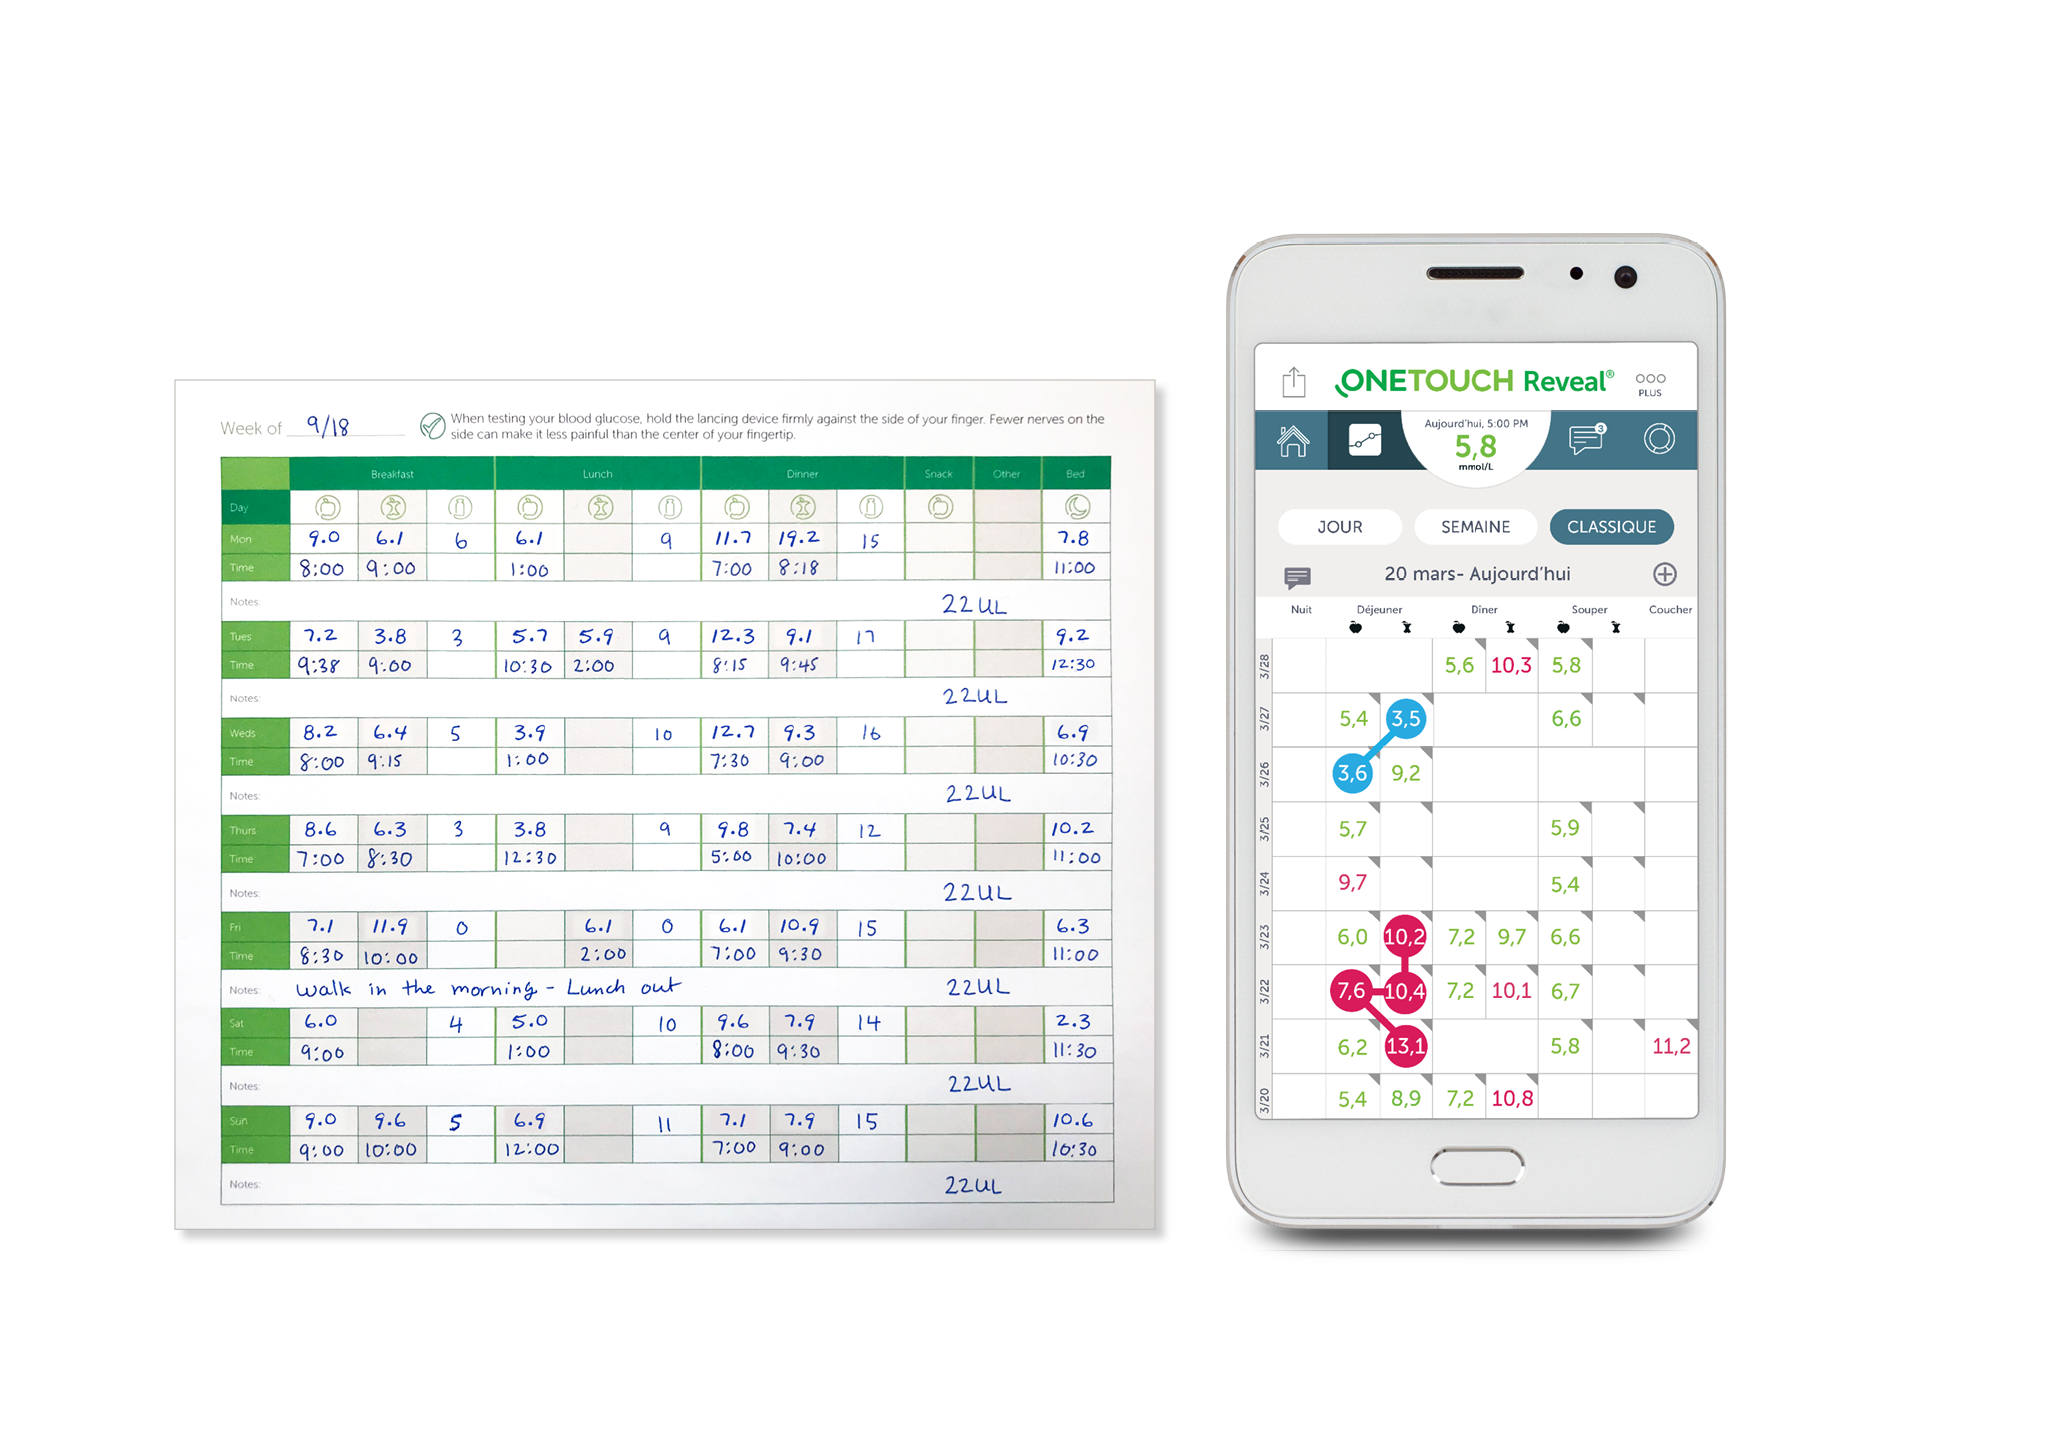 Week of 9/18
When testing your blood glucose, hold the lancing device firmly against the side of your finger. Fewer nerves on the
side can make it less painful than the center of your fingertip.
Breakfast Lunch Dinner Snack Other Bed
Day
Mon 9.0 6.1 6 6.1 9 11.7 19.2 15 7.8
Time 8:00 9:00 1:00 7:00 8:18 11:00
Notes: 22UL
Tues 7.2 3.8 3 5.7 5.9 9 12.3 9.1 17 9.2
Time 9:38 9:00 10:30 2:00 8:15 9:45 12:30
Notes: 22UL
Weds 8.2 6.4 5 3.9 10 12.7 9.3 16 6.9
Time 8:00 9:15 1:00 7:30 9:00 10:30
Notes: 22UL
Thurs 8.6 6.3 3 3.8 9 9.8 7.4 12 10.2
Time 7:00 8:30 12:30 5:00 10:00 11:00
Notes: 22UL
Fri 7.1 11.9 0 6.1 0 6.1 10.9 15 6.3
Time 8:30 10:00 2:00 7:00 9:30 11:00
Notes: Walk in the morning - Lunch out 22UL
Sat 6.0 4 5.0 10 9.6 7.9 14 2.3
Time 9:00 1:00 8:00 9:30 11:30
Notes: 22UL
Sun 9.0 9.6 5 6.9 11 7.1 7.9 15 10.6
Time 9:00 10:00 12:00 7:00 9:00 10:30
Notes: 22UL
ONETOUCH Reveal®
PLUS
Aujourd'hui, 5:00 PM
5,8
mmol/L
3
JOUR SEMAINE CLASSIQUE
20 mars- Aujourd'hui
Nuit Déjeuner Dîner Souper Coucher
3/28 5,6 10,3 5,8
3/27 5,4 3,5 6,6
3/26 3,6 9,2
3/25 5,7 5,9
3/24 9,7 5,4
3/23 6,0 10,2 7,2 9,7 6,6
3/22 7,6 10,4 7,2 10,1 6,7
3/21 6,2 13,1 5,8 11,2
3/20 5,4 8,9 7,2 10,8